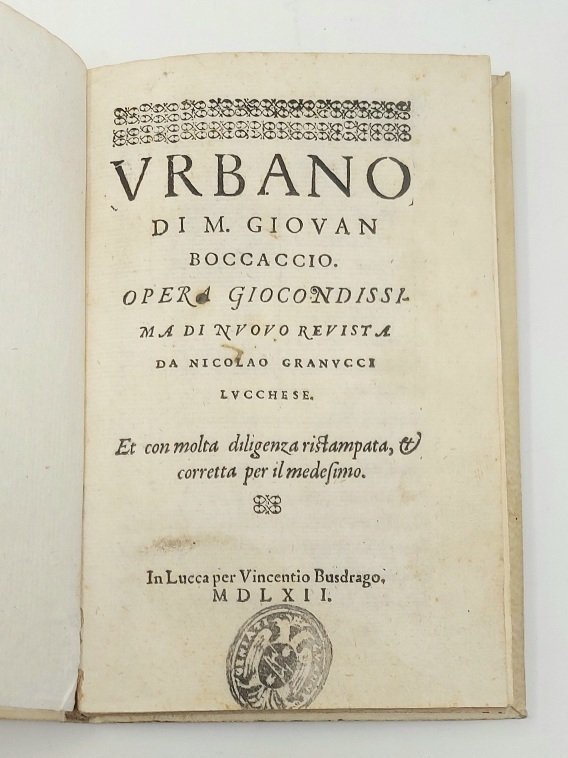 VRBANO
DI M. GIOVAN
BOCCACCIO.
OPERA GIOCONDISSI-
MA DI NVOVO REVISTA
DA NICOLAO GRANVCCI
LVCCHESE.
Et con molta diligenza ristampata, &
corretta per il medesimo.
In Lucca per Vincentio Busdrago,
MDLXII.